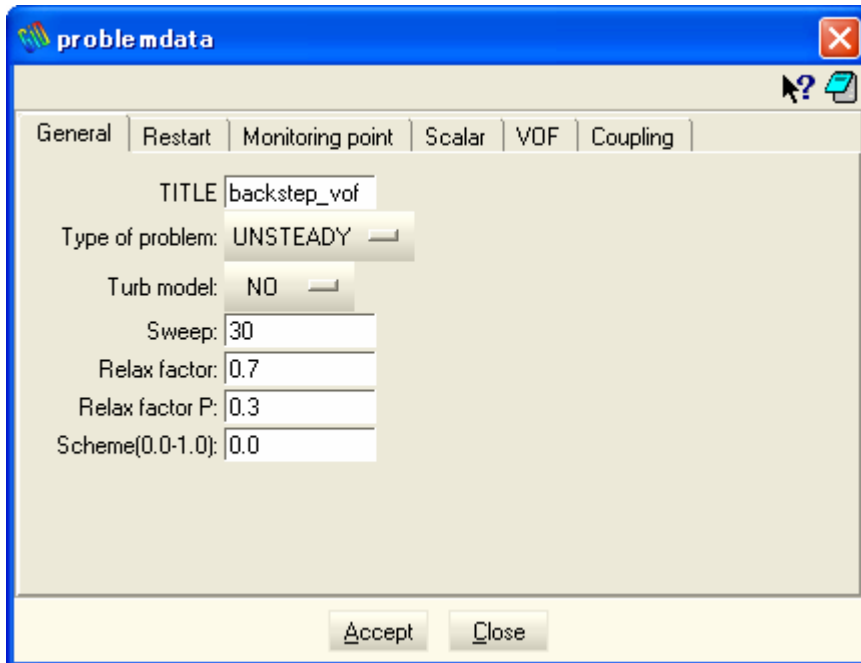 problemdata
General Restart Monitoring point Scalar VOF Coupling
TITLE backstep_vof
Type of problem: UNSTEADY
Turb model: NO
Sweep: 30
Relax factor: 0.7
Relax factor P: 0.3
Scheme(0.0-1.0): 0.0
Accept Close